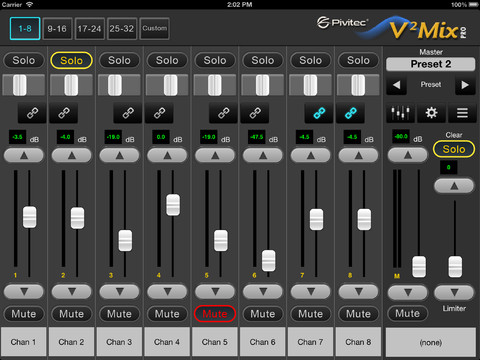 Carrier 2:02 PM 100%
1-8 9-16 17-24 25-32 Custom
Pivitec V2Mix PRO
Master
Preset 2
Preset
Solo Solo Solo Solo Solo Solo Solo Solo
Clear
Solo
-3.5 dB -4.0 dB -19.0 dB 0.0 dB -19.0 dB -47.5 dB -4.5 dB -4.5 dB -80.0 dB 0
1 2 3 4 5 6 7 8 M
Mute Mute Mute Mute Mute Mute Mute Mute Mute Limiter
Chan 1 Chan 2 Chan 3 Chan 4 Chan 5 Chan 6 Chan 7 Chan 8 (none)